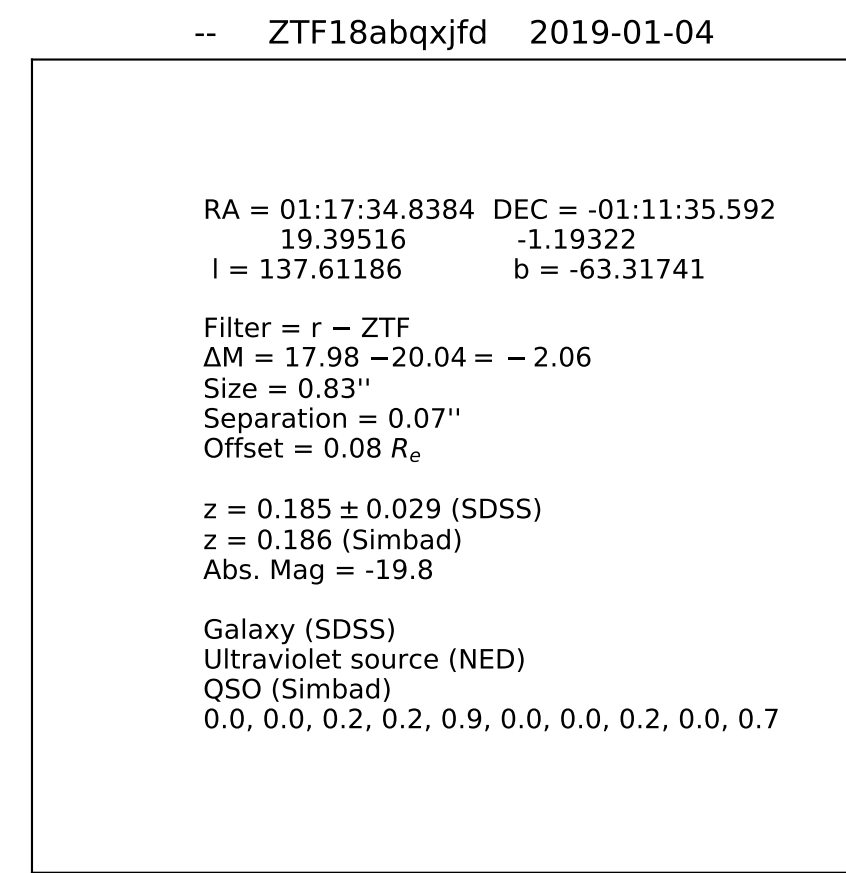 -- ZTF18abqxjfd 2019-01-04
RA = 01:17:34.8384 DEC = -01:11:35.592
19.39516 -1.19322
l = 137.61186 b = -63.31741
Filter = r − ZTF
ΔM = 17.98 −20.04 = − 2.06
Size = 0.83''
Separation = 0.07''
Offset = 0.08 Rₑ
z = 0.185 ± 0.029 (SDSS)
z = 0.186 (Simbad)
Abs. Mag = -19.8
Galaxy (SDSS)
Ultraviolet source (NED)
QSO (Simbad)
0.0, 0.0, 0.2, 0.2, 0.9, 0.0, 0.0, 0.2, 0.0, 0.7